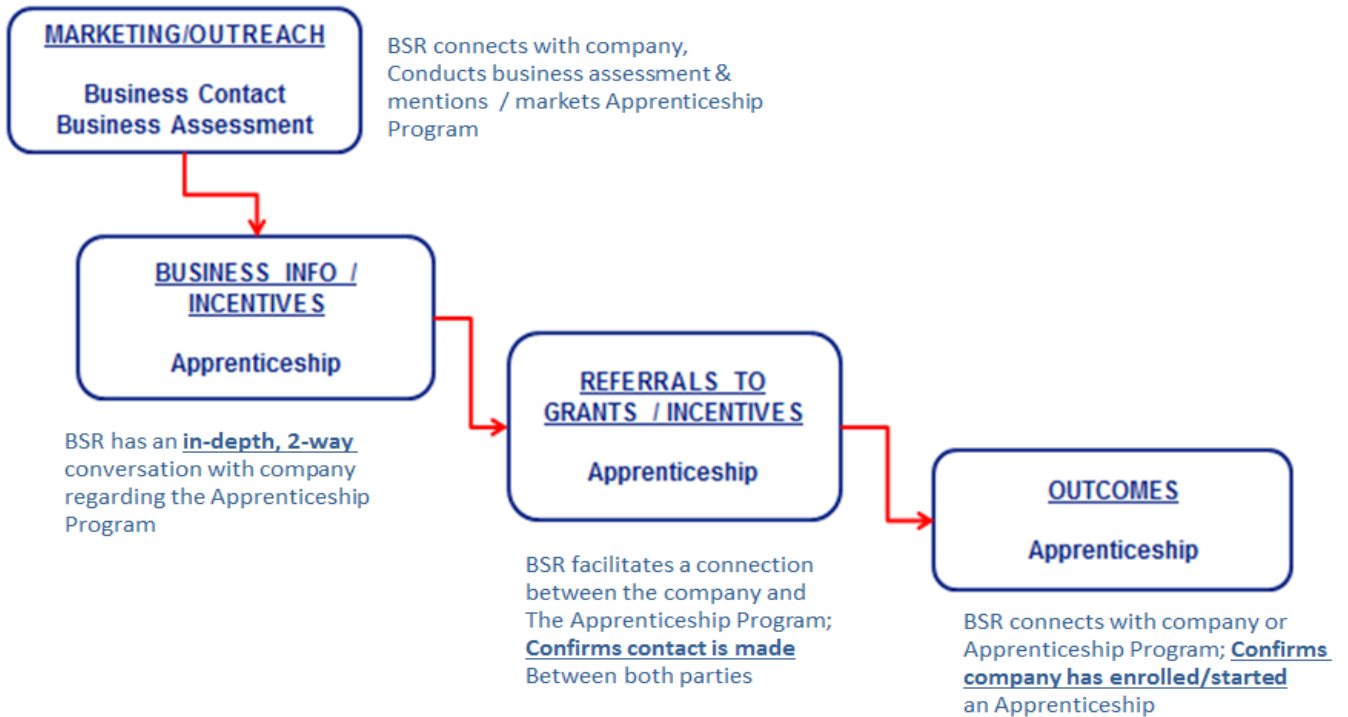 MARKETING/OUTREACH
Business Contact
Business Assessment
BSR connects with company,
Conducts business assessment &
mentions / markets Apprenticeship
Program
BUSINESS INFO /
INCENTIVES
Apprenticeship
BSR has an in-depth, 2-way
conversation with company
regarding the Apprenticeship
Program
REFERRALS TO
GRANTS / INCENTIVES
Apprenticeship
BSR facilitates a connection
between the company and
The Apprenticeship Program;
Confirms contact is made
Between both parties
OUTCOMES
Apprenticeship
BSR connects with company or
Apprenticeship Program; Confirms
company has enrolled/started
an Apprenticeship